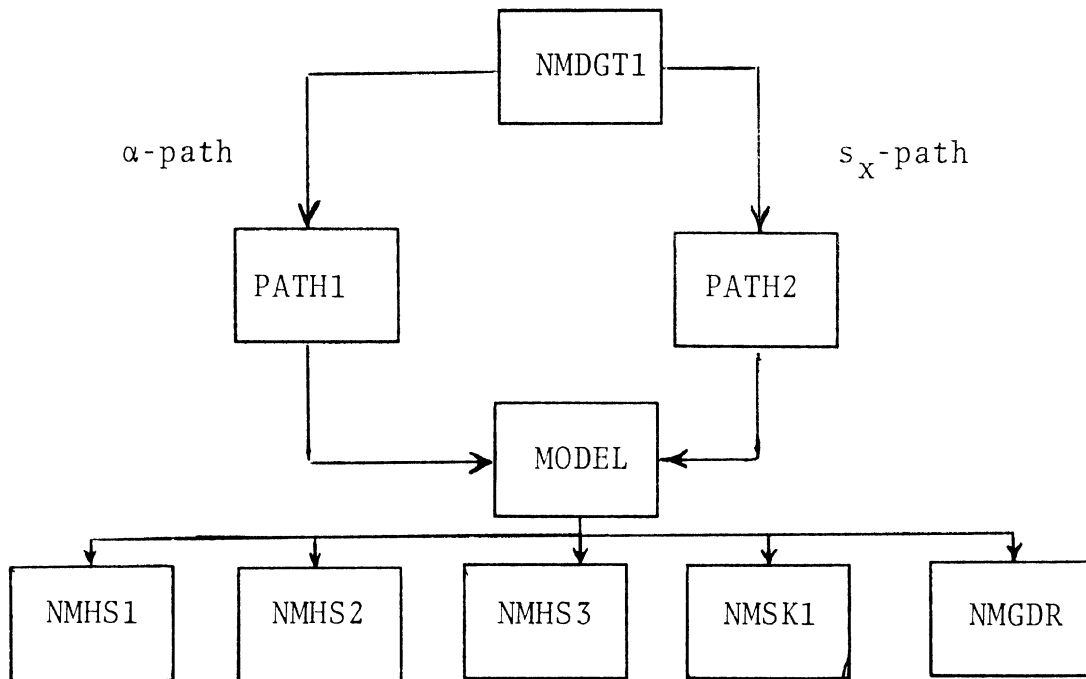 NMDGT1
α-path
s_x-path
PATH1
PATH2
MODEL
NMHS1
NMHS2
NMHS3
NMSK1
NMGDR